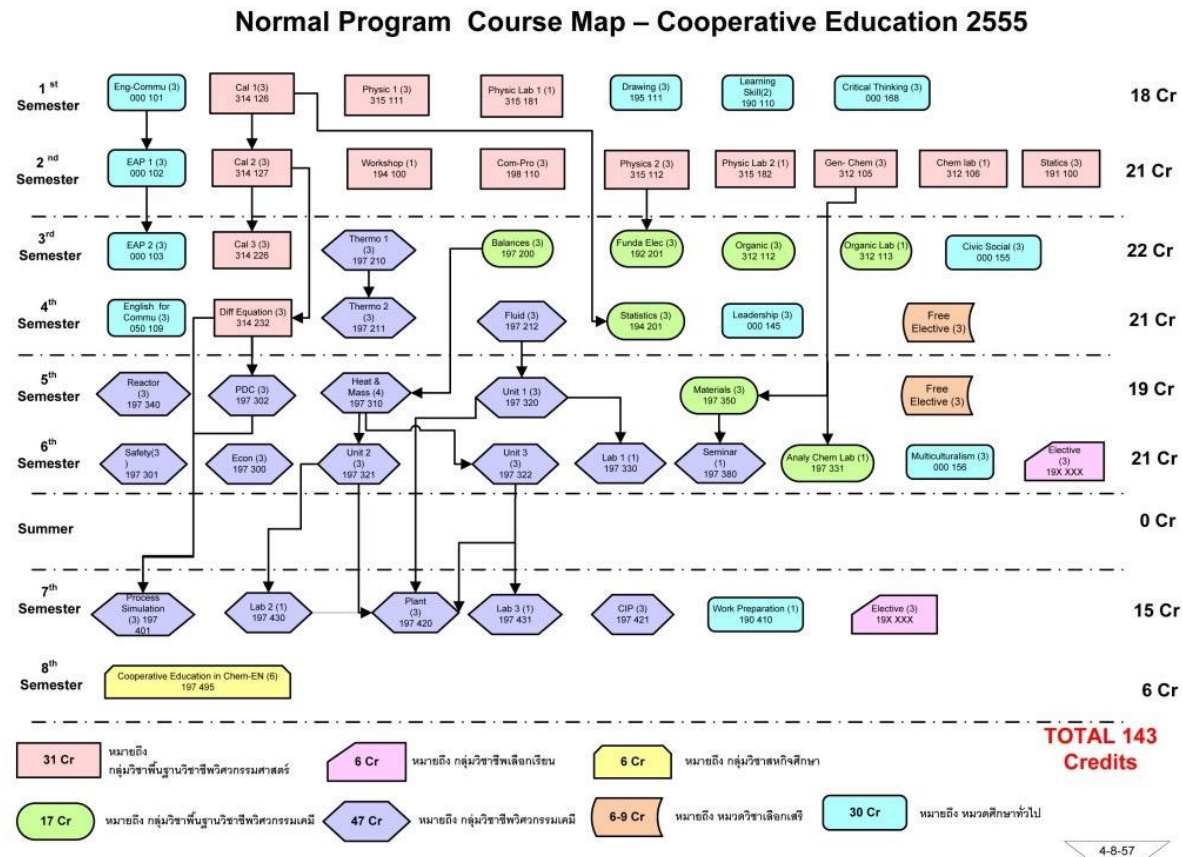 Normal Program Course Map – Cooperative Education 2555
1st
Semester
Eng-Commu (3)
000 101
Cal 1(3)
314 126
Physic 1 (3)
315 111
Physic Lab 1 (1)
315 181
Drawing (3)
195 111
Learning
Skill(2)
190 110
Critical Thinking (3)
000 168
18 Cr
2nd
Semester
EAP 1 (3)
000 102
Cal 2 (3)
314 127
Workshop (1)
194 100
Com-Pro (3)
198 110
Physics 2 (3)
315 112
Physic Lab 2 (1)
315 182
Gen- Chem (3)
312 105
Chem lab (1)
312 106
Statics (3)
191 100
21 Cr
3rd
Semester
EAP 2 (3)
000 103
Cal 3 (3)
314 226
Thermo 1
(3)
197 210
Balances (3)
197 200
Funda Elec (3)
192 201
Organic (3)
312 112
Organic Lab (1)
312 113
Civic Social (3)
000 155
22 Cr
4th
Semester
English for
Commu (3)
050 109
Diff Equation (3)
314 232
Thermo 2
(3)
197 211
Fluid (3)
197 212
Statistics (3)
194 201
Leadership (3)
000 145
Free
Elective (3)
21 Cr
5th
Semester
Reactor
(3)
197 340
PDC (3)
197 302
Heat &
Mass (4)
197 310
Unit 1 (3)
197 320
Materials (3)
197 350
Free
Elective (3)
19 Cr
6th
Semester
Safety(3
)
197 301
Econ (3)
197 300
Unit 2
(3)
197 321
Unit 3
(3)
197 322
Lab 1 (1)
197 330
Seminar
(1)
197 380
Analy Chem Lab (1)
197 331
Multiculturalism (3)
000 156
Elective
(3)
19X XXX
21 Cr
Summer
0 Cr
7th
Semester
Process
Simulation
(3) 197
401
Lab 2 (1)
197 430
Plant
(3)
197 420
Lab 3 (1)
197 431
CIP (3)
197 421
Work Preparation (1)
190 410
Elective (3)
19X XXX
15 Cr
8th
Semester
Cooperative Education in Chem-EN (6)
197 495
6 Cr
TOTAL 143
Credits
31 Cr
หมายถึง
กลุ่มวิชาพื้นฐานวิชาชีพวิศวกรรมศาสตร์
6 Cr
หมายถึง กลุ่มวิชาชีพเลือกเรียน
6 Cr
หมายถึง กลุ่มวิชาสหกิจศึกษา
17 Cr
หมายถึง กลุ่มวิชาพื้นฐานวิชาชีพวิศวกรรมเคมี
47 Cr
หมายถึง กลุ่มวิชาชีพวิศวกรรมเคมี
6-9 Cr
หมายถึง หมวดวิชาเลือกเสรี
30 Cr
หมายถึง หมวดศึกษาทั่วไป
4-8-57